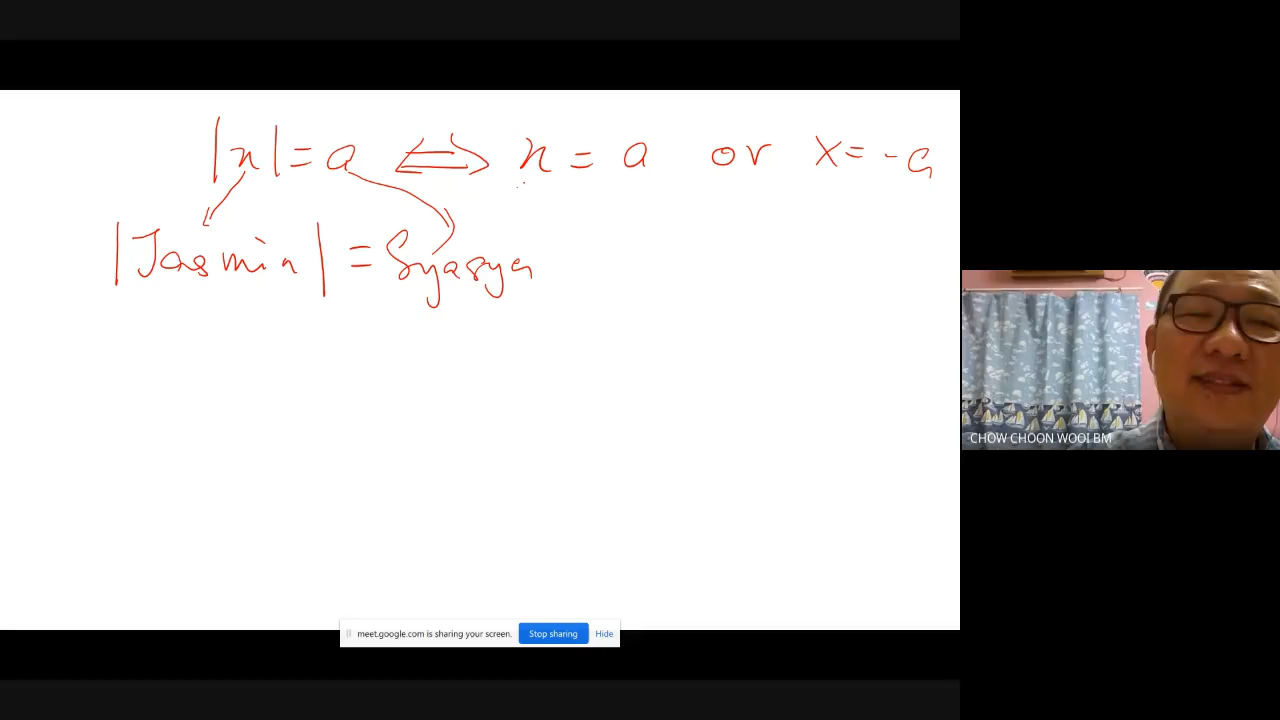 |x| = a ⇔ x = a or x = -a
|Jasmin| = Syasya
CHOW CHOON WOOI BM
meet.google.com is sharing your screen. Stop sharing Hide